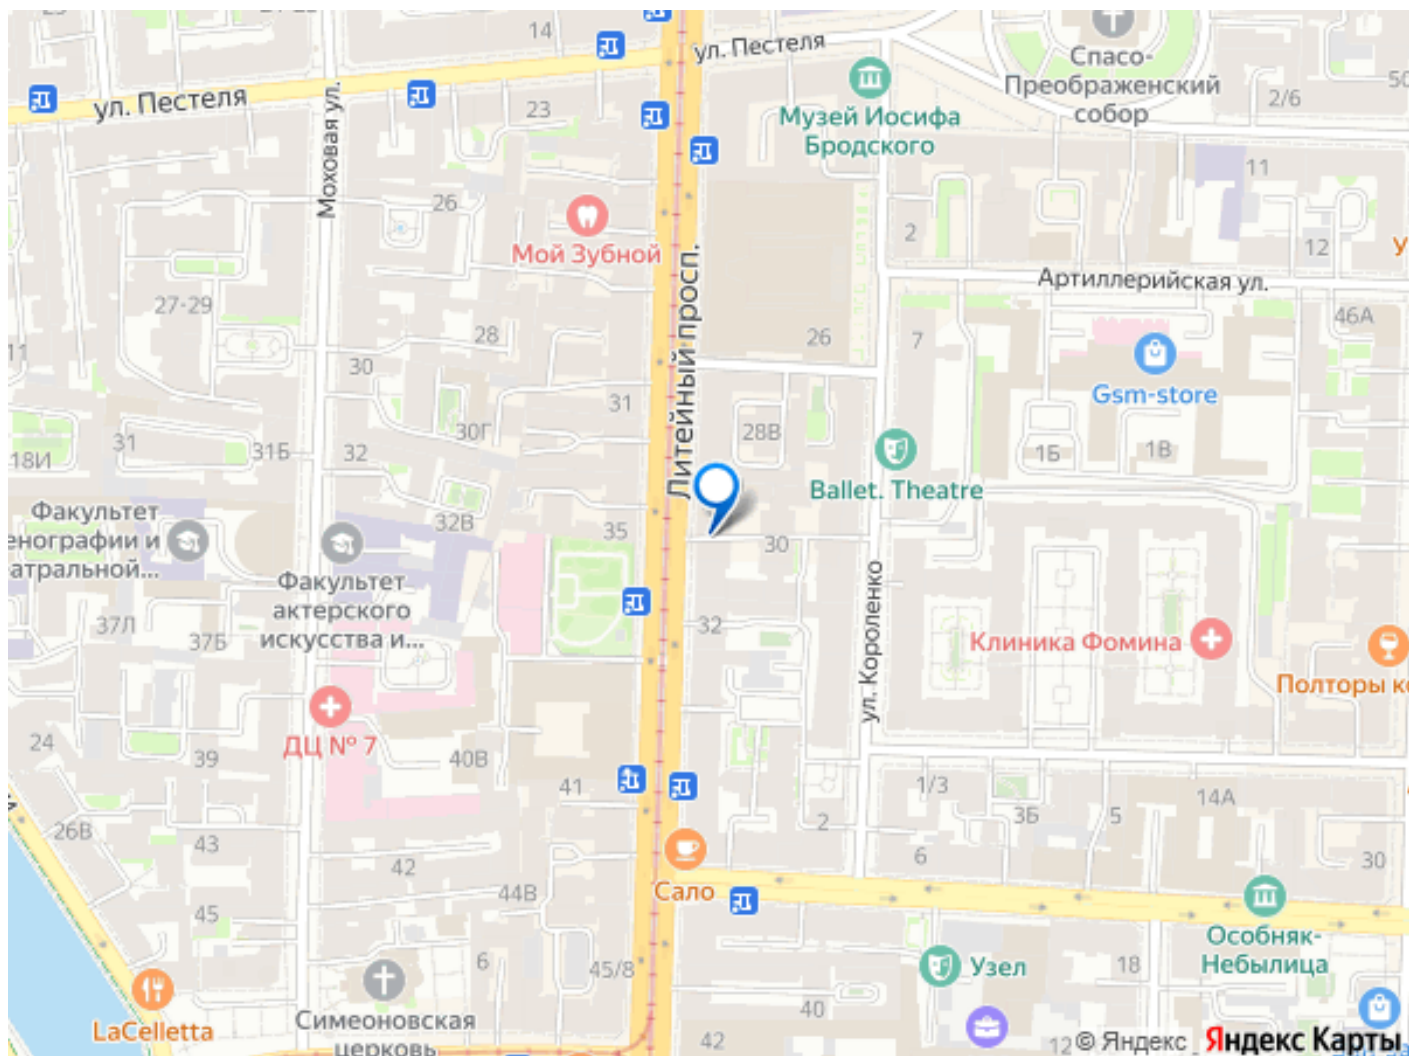 14
ул. Пестеля
Спасо-
Преображенский
собор
2/6
ул. Пестеля
23
Музей Иосифа
Бродского
11
Моховая ул.
26
Мой Зубной
2
12
Артиллерийская ул.
27-29
28
30
31
26
7
46А
Gsm-store
Литейный просп.
30Г
28В
31
31Б
32
18И
1Б
1В
Ballet. Theatre
32В
35
30
Факультет
енографии и
атральной...
Факультет
актерского
искусства и...
37Л
37Б
32
ул. Короленко
Клиника Фомина
Полторы к
ДЦ № 7
24
39
40В
41
1/3
3Б
5
14А
26В
43
42
2
6
30
44В
Сало
45
Особняк-
Небылица
6
45/8
Узел
18
40
LaCelletta
Симеоновская
церковь
42
12
© Яндекс Яндекс Карты